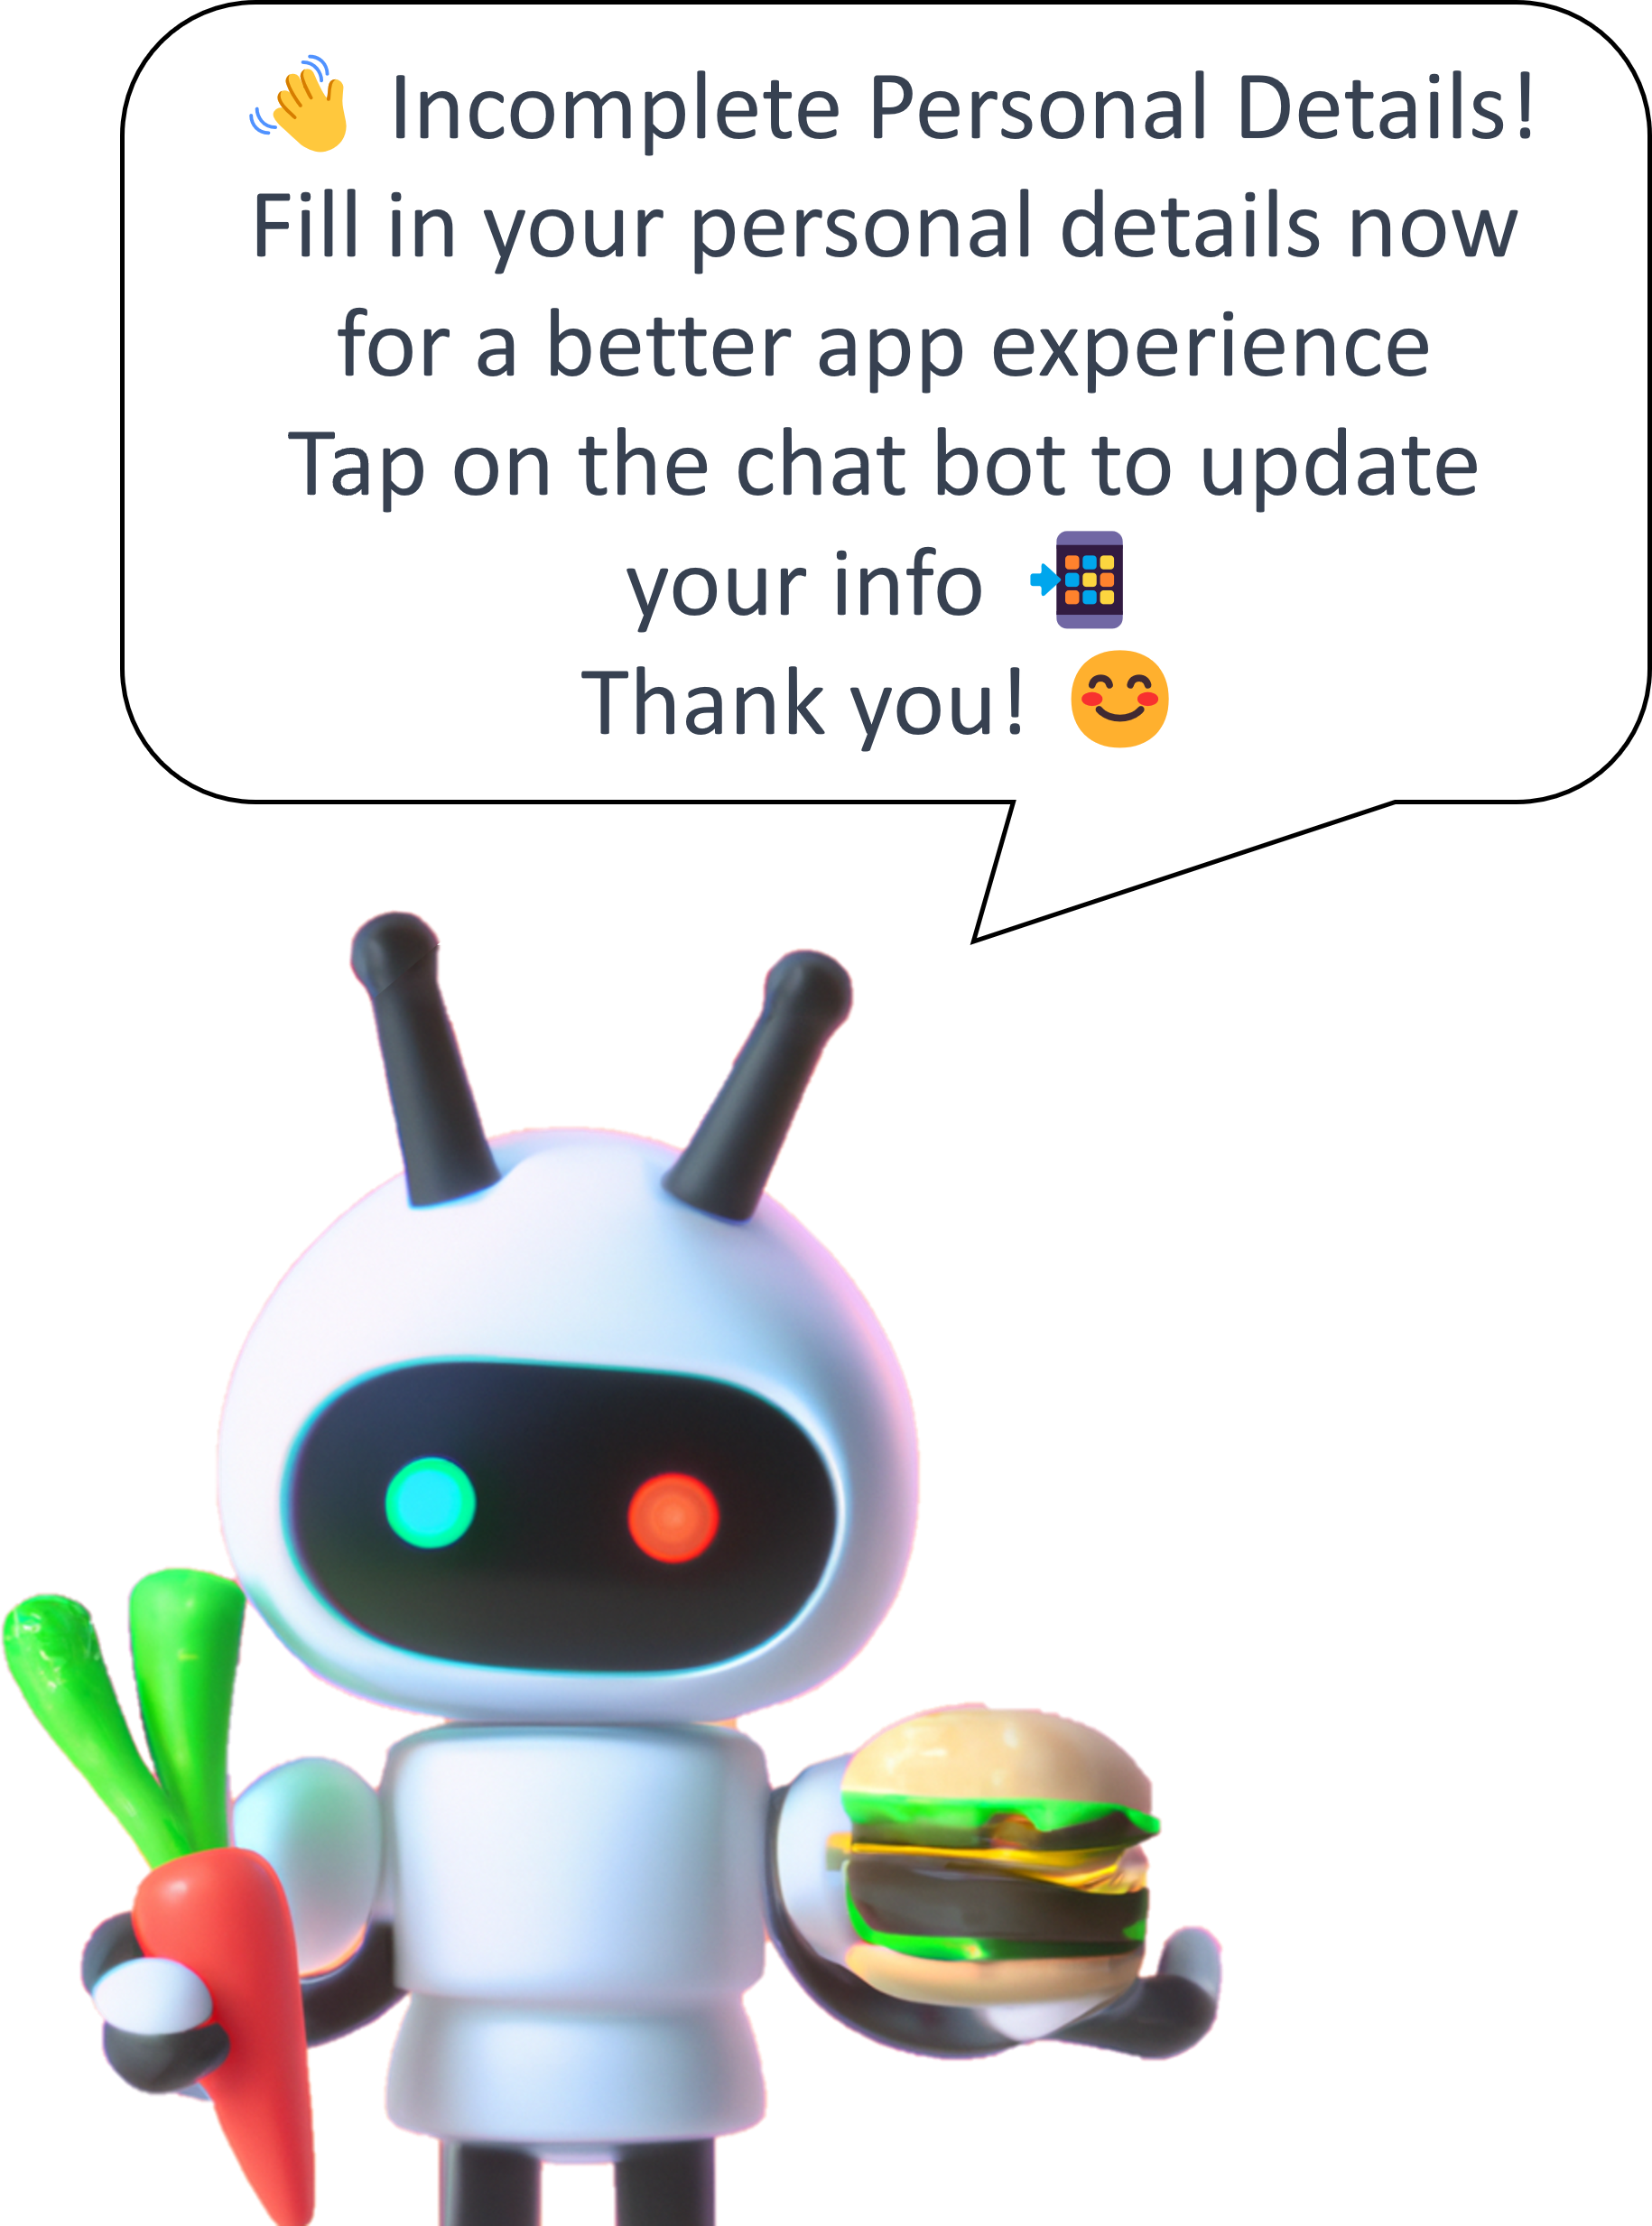 👋 Incomplete Personal Details!
Fill in your personal details now
for a better app experience
Tap on the chat bot to update
your info 📲
Thank you! 😊